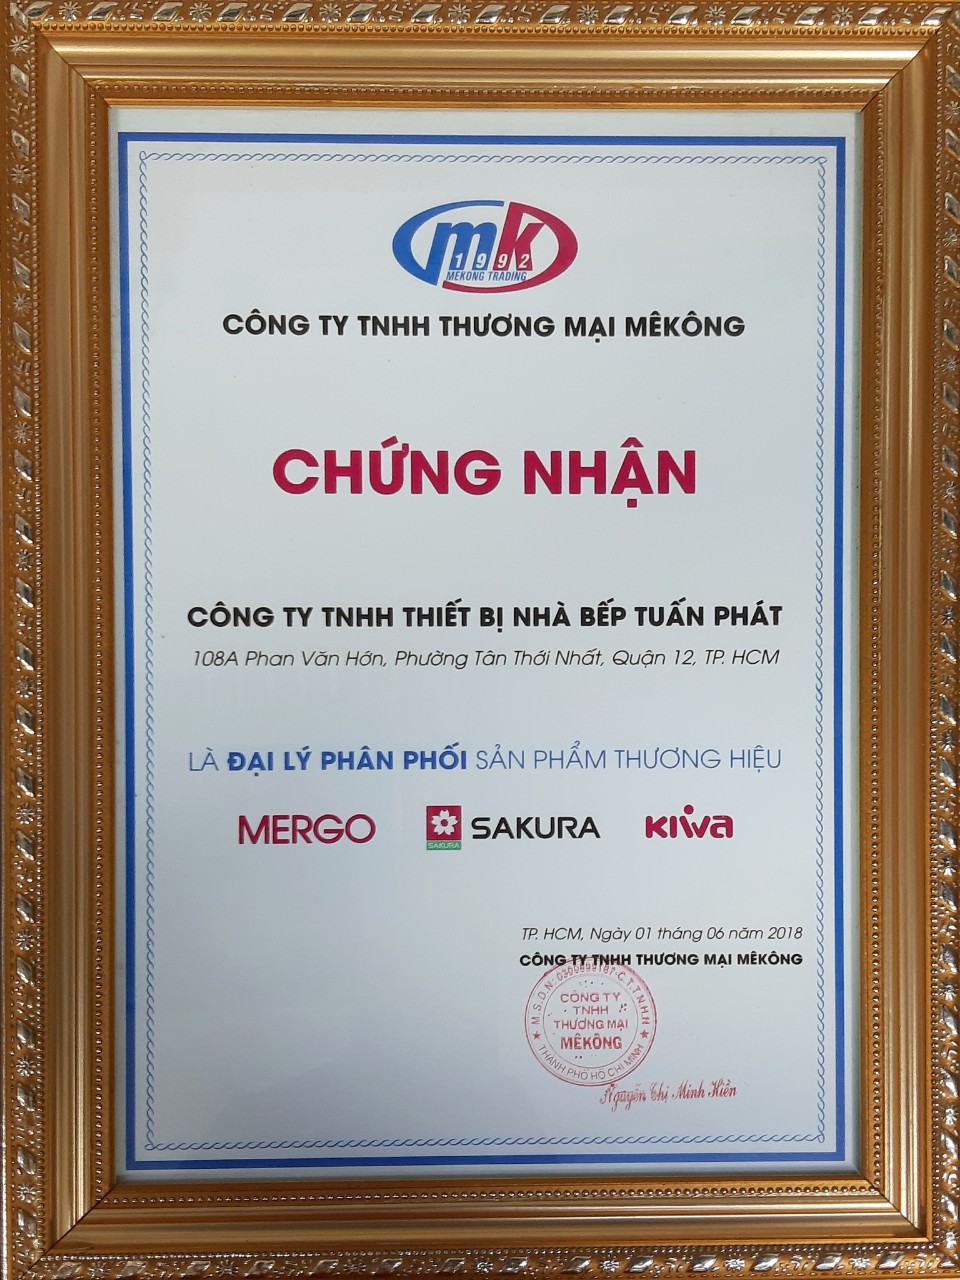 mk
1992
MEKONG TRADING
CÔNG TY TNHH THƯƠNG MẠI MÊKÔNG
CHỨNG NHẬN
CÔNG TY TNHH THIẾT BỊ NHÀ BẾP TUẤN PHÁT
108A Phan Văn Hớn, Phường Tân Thới Nhất, Quận 12, TP. HCM
LÀ ĐẠI LÝ PHÂN PHỐI SẢN PHẨM THƯƠNG HIỆU
MERGO SAKURA SAKURA KIWA
TP. HCM, Ngày 01 tháng 06 năm 2018
CÔNG TY TNHH THƯƠNG MẠI MÊKÔNG
M.S.D.N: C.T.T.N.H.H
CÔNG TY
TNHH
THƯƠNG MẠI
MÊKÔNG
THÀNH PHỐ HỒ CHÍ MINH
Nguyễn Thị Minh Hiền